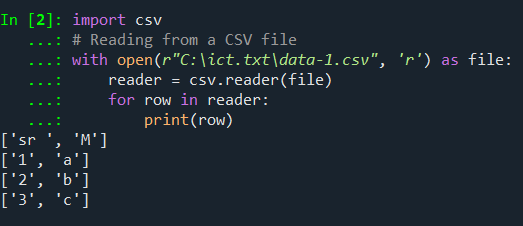 In [2]: import csv
   ...: # Reading from a CSV file
   ...: with open(r"C:\ict.txt\data-1.csv", 'r') as file:
   ...:     reader = csv.reader(file)
   ...:     for row in reader:
   ...:         print(row)
['sr ', 'M']
['1', 'a']
['2', 'b']
['3', 'c']